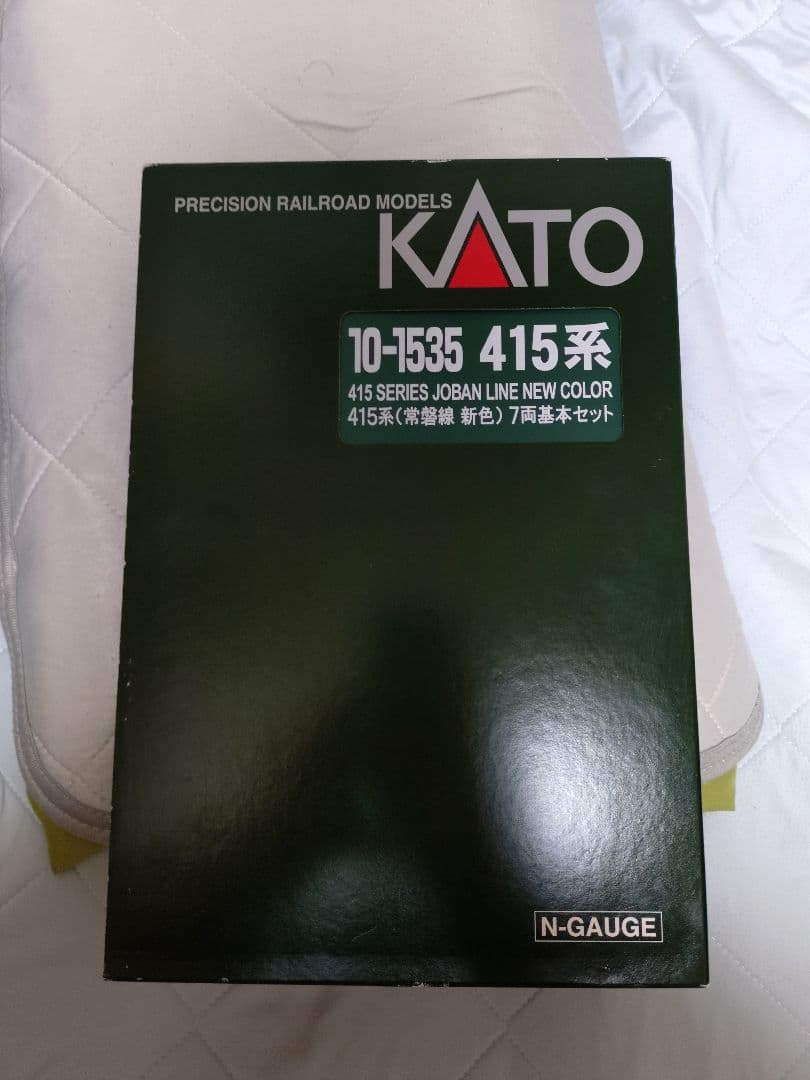 PRECISION RAILROAD MODELS
KATO
10-1535 415系
415 SERIES JOBAN LINE NEW COLOR
415系(常磐線 新色) 7両基本セット
N-GAUGE